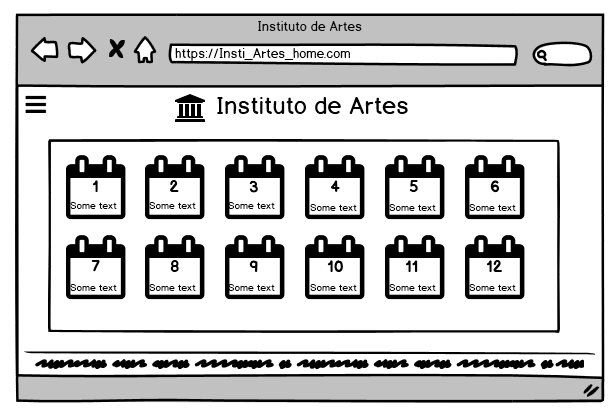 Instituto de Artes
https://Insti_Artes_home.com
Instituto de Artes
1 2 3 4 5 6
Some text Some text Some text Some text Some text Some text
7 8 9 10 11 12
Some text Some text Some text Some text Some text Some text